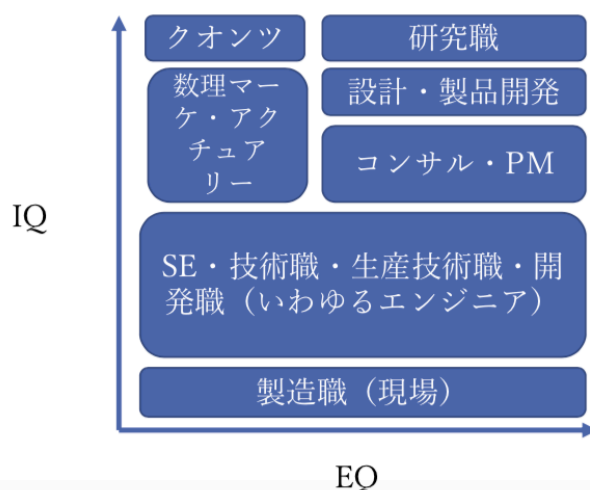 クオンツ
研究職
数理マー
ケ・アク
チュア
リー
設計・製品開発
コンサル・PM
IQ
SE・技術職・生産技術職・開
発職（いわゆるエンジニア）
製造職（現場）
EQ